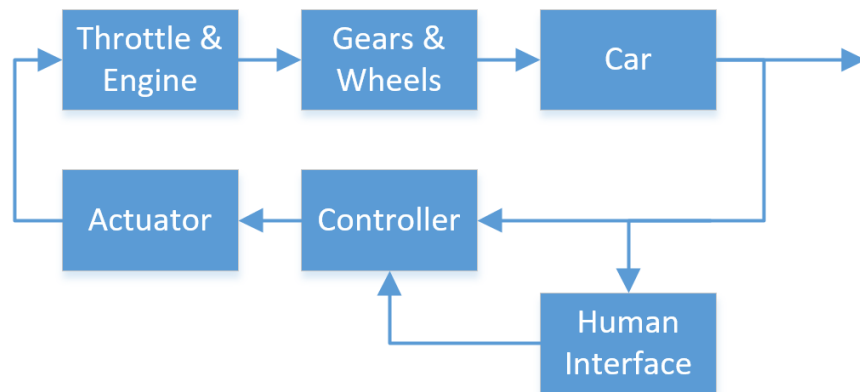 Throttle &
Engine
Gears &
Wheels
Car
Actuator
Controller
Human
Interface